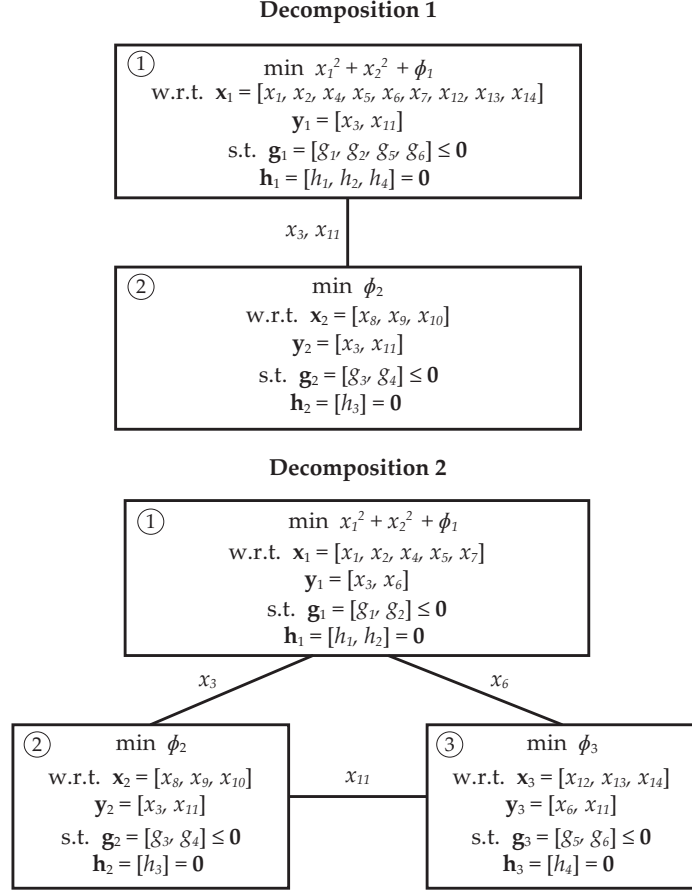 Decomposition 1
① min x₁² + x₂² + ϕ₁
w.r.t. x₁ = [x₁, x₂, x₄, x₅, x₆, x₇, x₁₂, x₁₃, x₁₄]
y₁ = [x₃, x₁₁]
s.t. g₁ = [g₁, g₂, g₅, g₆] ≤ 0
h₁ = [h₁, h₂, h₄] = 0
x₃, x₁₁
② min ϕ₂
w.r.t. x₂ = [x₈, x₉, x₁₀]
y₂ = [x₃, x₁₁]
s.t. g₂ = [g₃, g₄] ≤ 0
h₂ = [h₃] = 0
Decomposition 2
① min x₁² + x₂² + ϕ₁
w.r.t. x₁ = [x₁, x₂, x₄, x₅, x₇]
y₁ = [x₃, x₆]
s.t. g₁ = [g₁, g₂] ≤ 0
h₁ = [h₁, h₂] = 0
x₃
x₆
② min ϕ₂
w.r.t. x₂ = [x₈, x₉, x₁₀]
y₂ = [x₃, x₁₁]
s.t. g₂ = [g₃, g₄] ≤ 0
h₂ = [h₃] = 0
x₁₁
③ min ϕ₃
w.r.t. x₃ = [x₁₂, x₁₃, x₁₄]
y₃ = [x₆, x₁₁]
s.t. g₃ = [g₅, g₆] ≤ 0
h₃ = [h₄] = 0